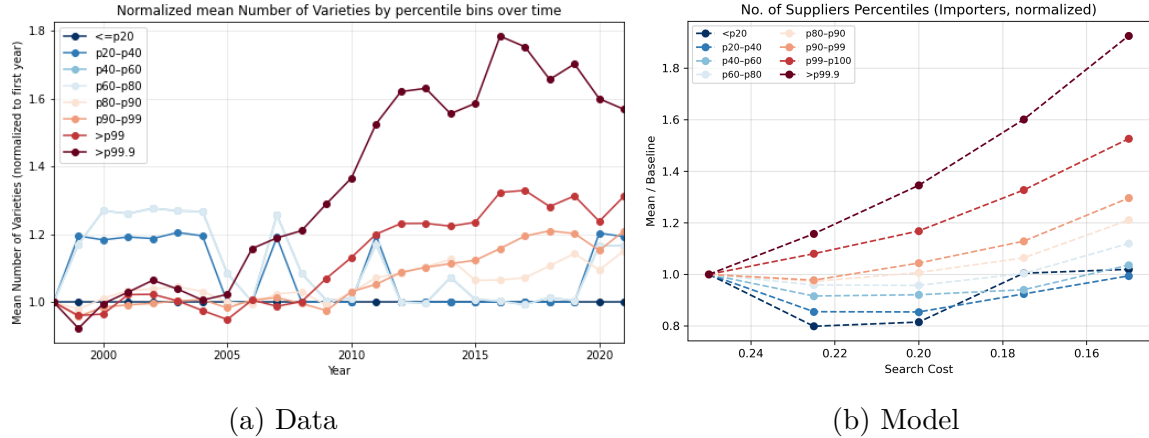 Normalized mean Number of Varieties by percentile bins over time
Mean Number of Varieties (normalized to first year)
1.8
1.6
1.4
1.2
1.0
<=p20
p20-p40
p40-p60
p60-p80
p80-p90
p90-p99
>p99
>p99.9
2000
2005
2010
2015
2020
Year
(a) Data
No. of Suppliers Percentiles (Importers, normalized)
Mean / Baseline
1.8
1.6
1.4
1.2
1.0
0.8
<p20
p20–p40
p40–p60
p60–p80
p80–p90
p90–p99
p99–p100
>p99.9
0.24
0.22
0.20
0.18
0.16
Search Cost
(b) Model